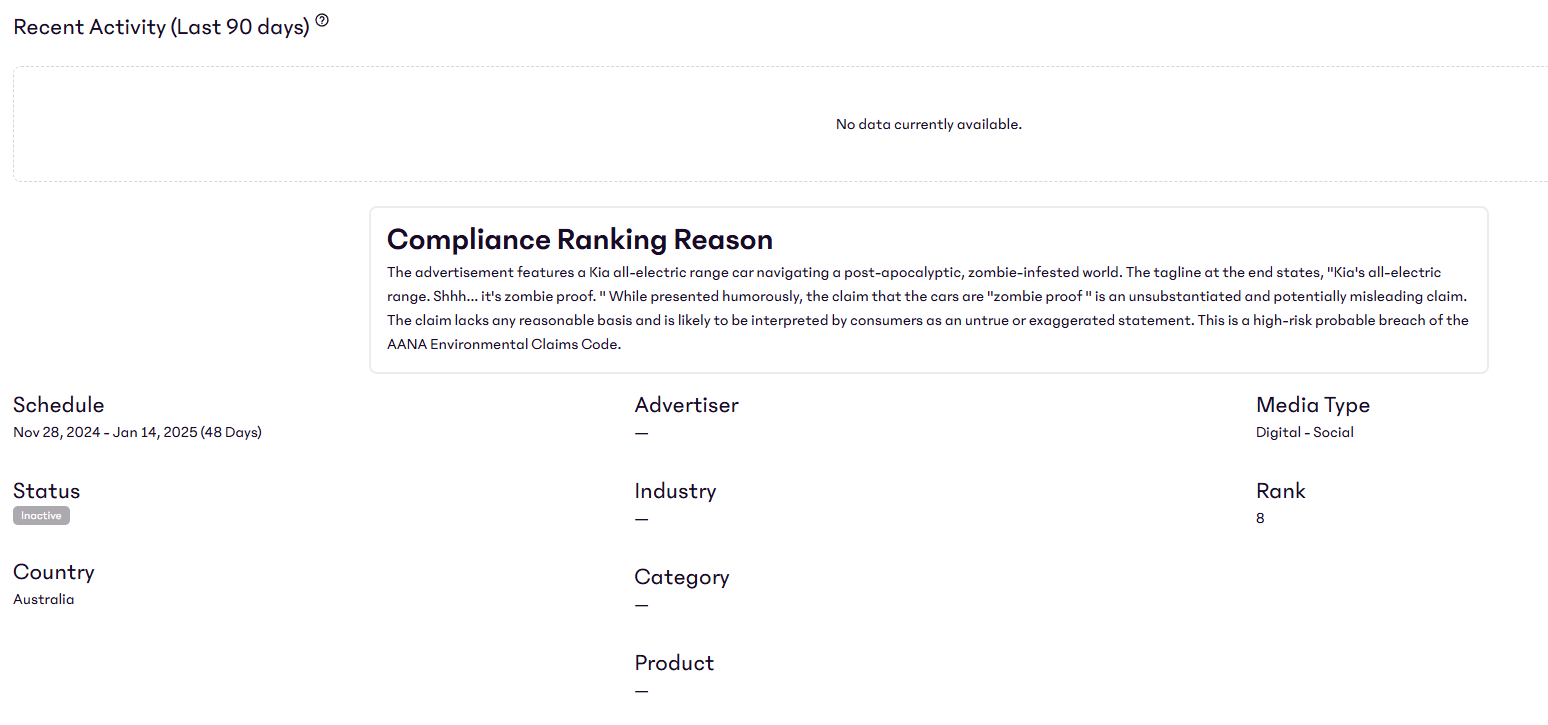 Recent Activity (Last 90 days) ?
No data currently available.
Compliance Ranking Reason
The advertisement features a Kia all-electric range car navigating a post-apocalyptic, zombie-infested world. The tagline at the end states, "Kia's all-electric
range. Shhh... it's zombie proof. " While presented humorously, the claim that the cars are "zombie proof " is an unsubstantiated and potentially misleading claim.
The claim lacks any reasonable basis and is likely to be interpreted by consumers as an untrue or exaggerated statement. This is a high-risk probable breach of the
AANA Environmental Claims Code.
Schedule
Nov 28, 2024 - Jan 14, 2025 (48 Days)
Advertiser
—
Media Type
Digital - Social
Status
Inactive
Industry
—
Rank
8
Country
Australia
Category
—
Product
—